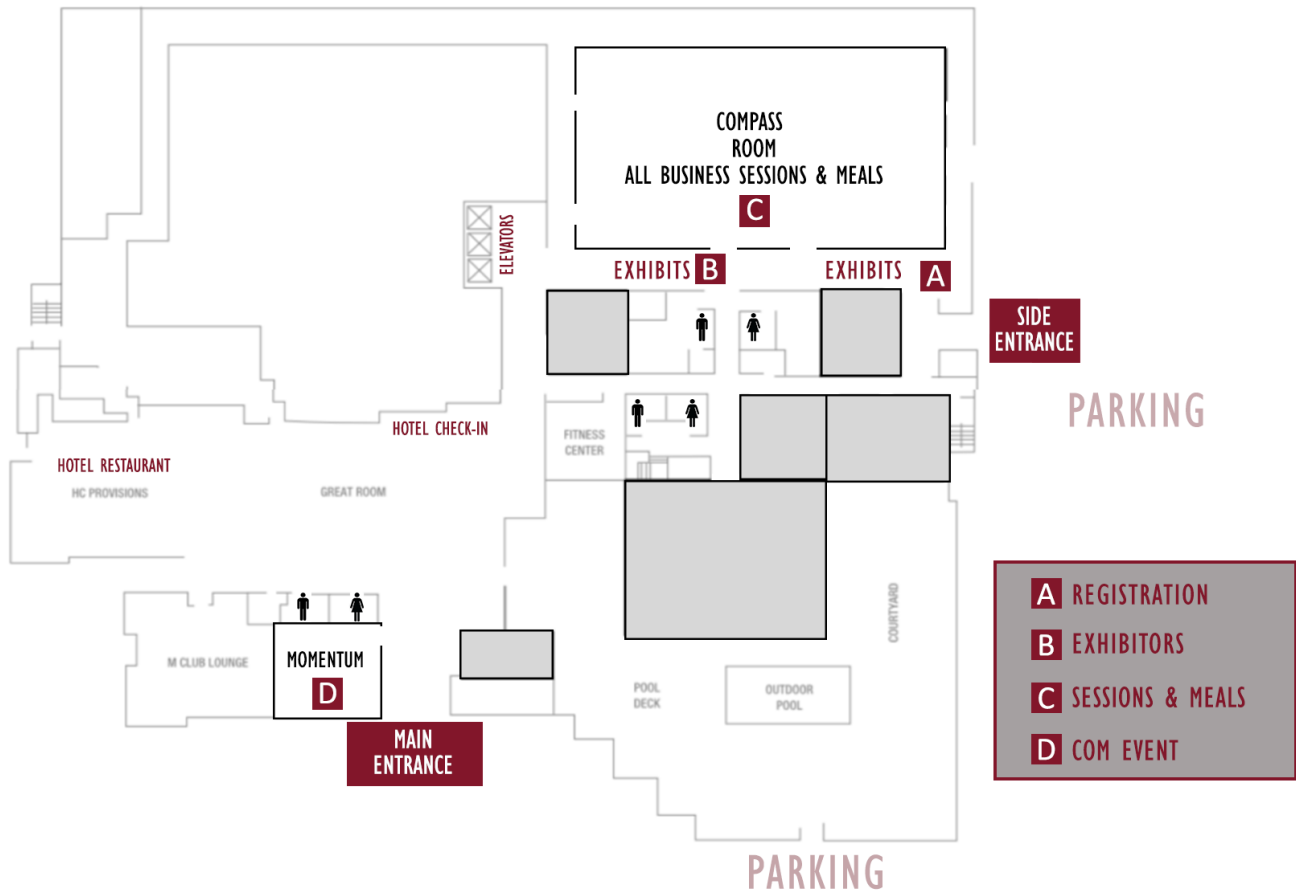 COMPASS
ROOM
ALL BUSINESS SESSIONS & MEALS
C
ELEVATORS
EXHIBITS B
EXHIBITS A
SIDE
ENTRANCE
PARKING
HOTEL CHECK-IN
FITNESS
CENTER
HOTEL RESTAURANT
HC PROVISIONS
GREAT ROOM
COURTYARD
M CLUB LOUNGE
MOMENTUM
D
POOL
DECK
OUTDOOR
POOL
MAIN
ENTRANCE
A REGISTRATION
B EXHIBITORS
C SESSIONS & MEALS
D COM EVENT
PARKING